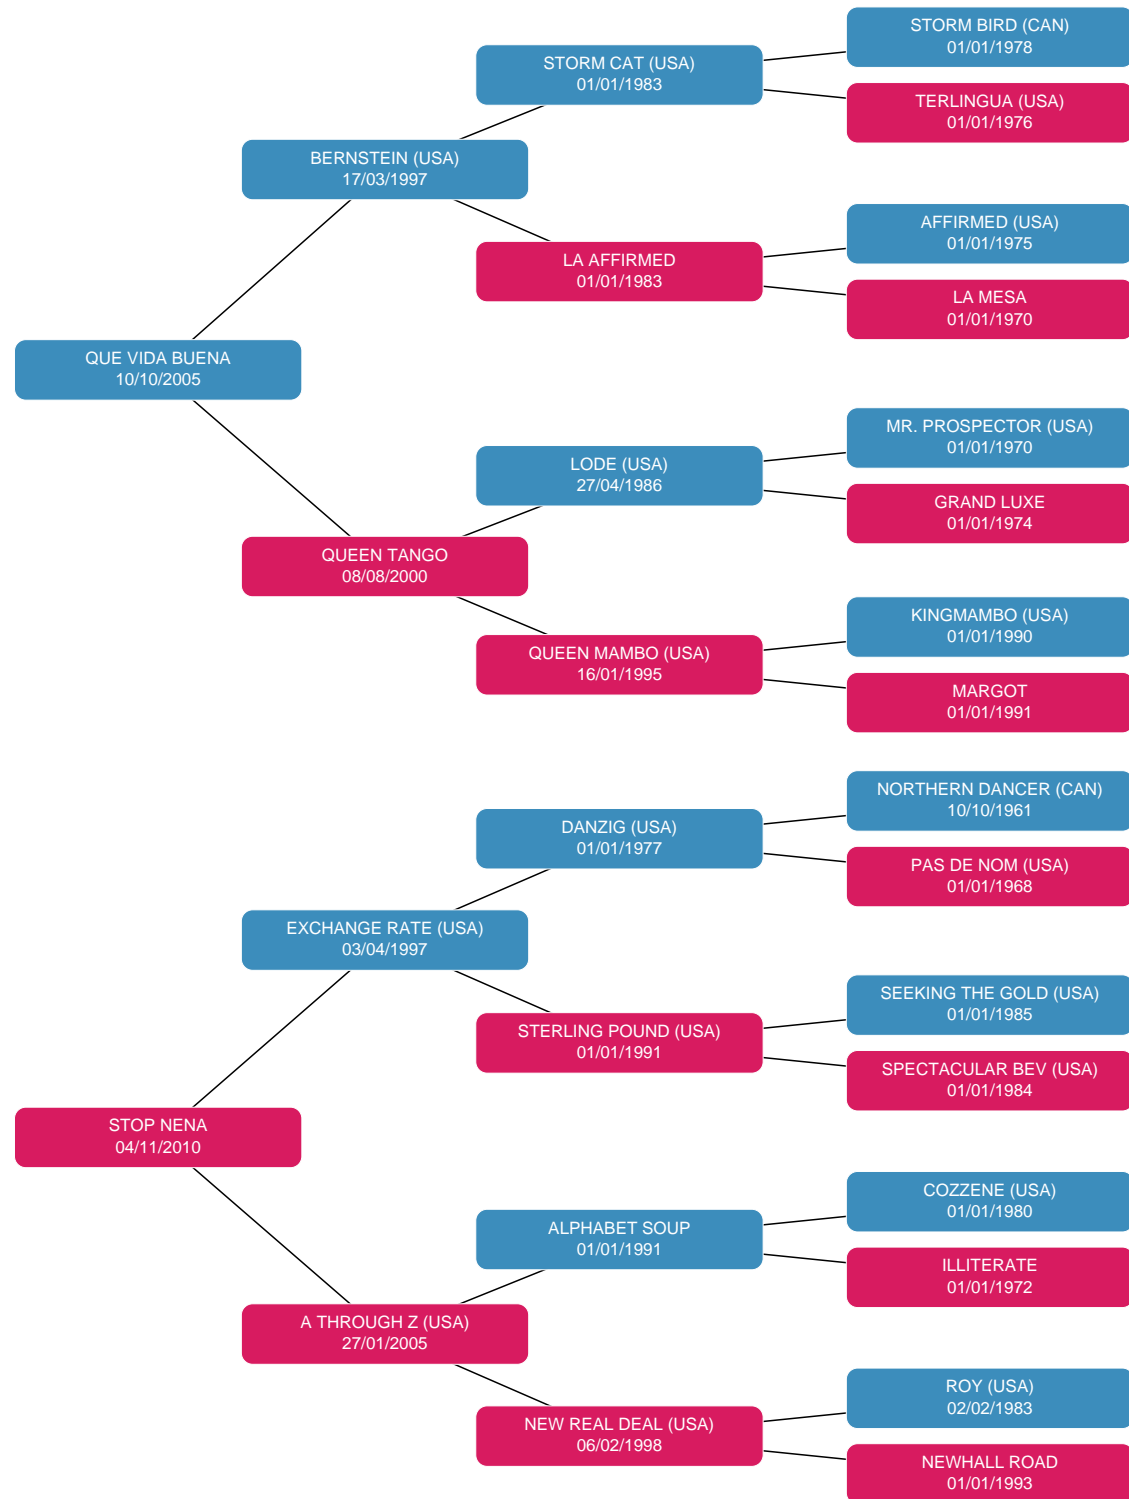 STORM BIRD (CAN)
01/01/1978
STORM CAT (USA)
01/01/1983
TERLINGUA (USA)
01/01/1976
BERNSTEIN (USA)
17/03/1997
AFFIRMED (USA)
01/01/1975
LA AFFIRMED
01/01/1983
LA MESA
01/01/1970
QUE VIDA BUENA
10/10/2005
MR. PROSPECTOR (USA)
01/01/1970
LODE (USA)
27/04/1986
GRAND LUXE
01/01/1974
QUEEN TANGO
08/08/2000
KINGMAMBO (USA)
01/01/1990
QUEEN MAMBO (USA)
16/01/1995
MARGOT
01/01/1991
NORTHERN DANCER (CAN)
10/10/1961
DANZIG (USA)
01/01/1977
PAS DE NOM (USA)
01/01/1968
EXCHANGE RATE (USA)
03/04/1997
SEEKING THE GOLD (USA)
01/01/1985
STERLING POUND (USA)
01/01/1991
SPECTACULAR BEV (USA)
01/01/1984
STOP NENA
04/11/2010
COZZENE (USA)
01/01/1980
ALPHABET SOUP
01/01/1991
ILLITERATE
01/01/1972
A THROUGH Z (USA)
27/01/2005
ROY (USA)
02/02/1983
NEW REAL DEAL (USA)
06/02/1998
NEWHALL ROAD
01/01/1993